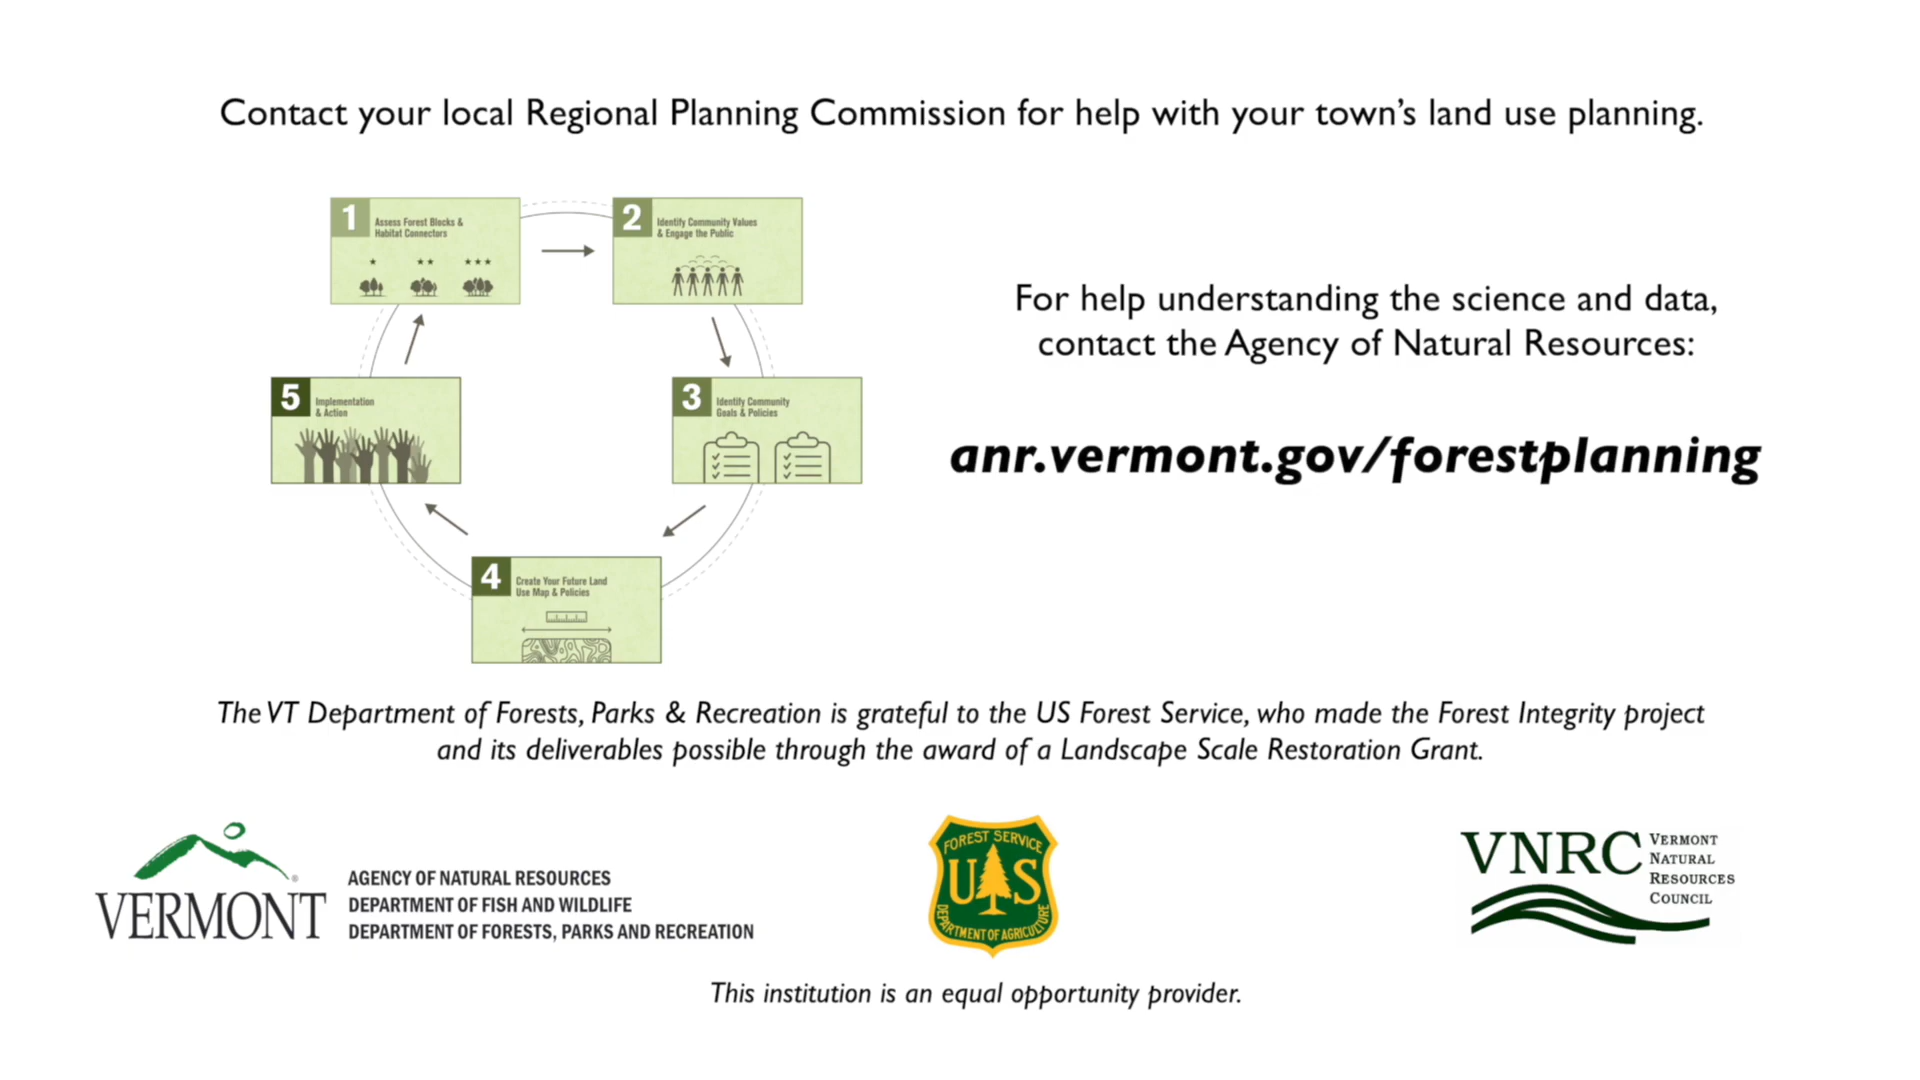 Contact your local Regional Planning Commission for help with your town's land use planning.
1
Assess Forest Blocks &
Habitat Connectors
2
Identify Community Values
& Engage the Public
3
Identify Community
Goals & Policies
4
Create Your Future Land
Use Map & Policies
5
Implementation
& Action
For help understanding the science and data,
contact the Agency of Natural Resources:
anr.vermont.gov/forestplanning
The VT Department of Forests, Parks & Recreation is grateful to the US Forest Service, who made the Forest Integrity project
and its deliverables possible through the award of a Landscape Scale Restoration Grant.
VERMONT
®
AGENCY OF NATURAL RESOURCES
DEPARTMENT OF FISH AND WILDLIFE
DEPARTMENT OF FORESTS, PARKS AND RECREATION
FOREST SERVICE
US
DEPARTMENT OF AGRICULTURE
VNRC
VERMONT
NATURAL
RESOURCES
COUNCIL
This institution is an equal opportunity provider.